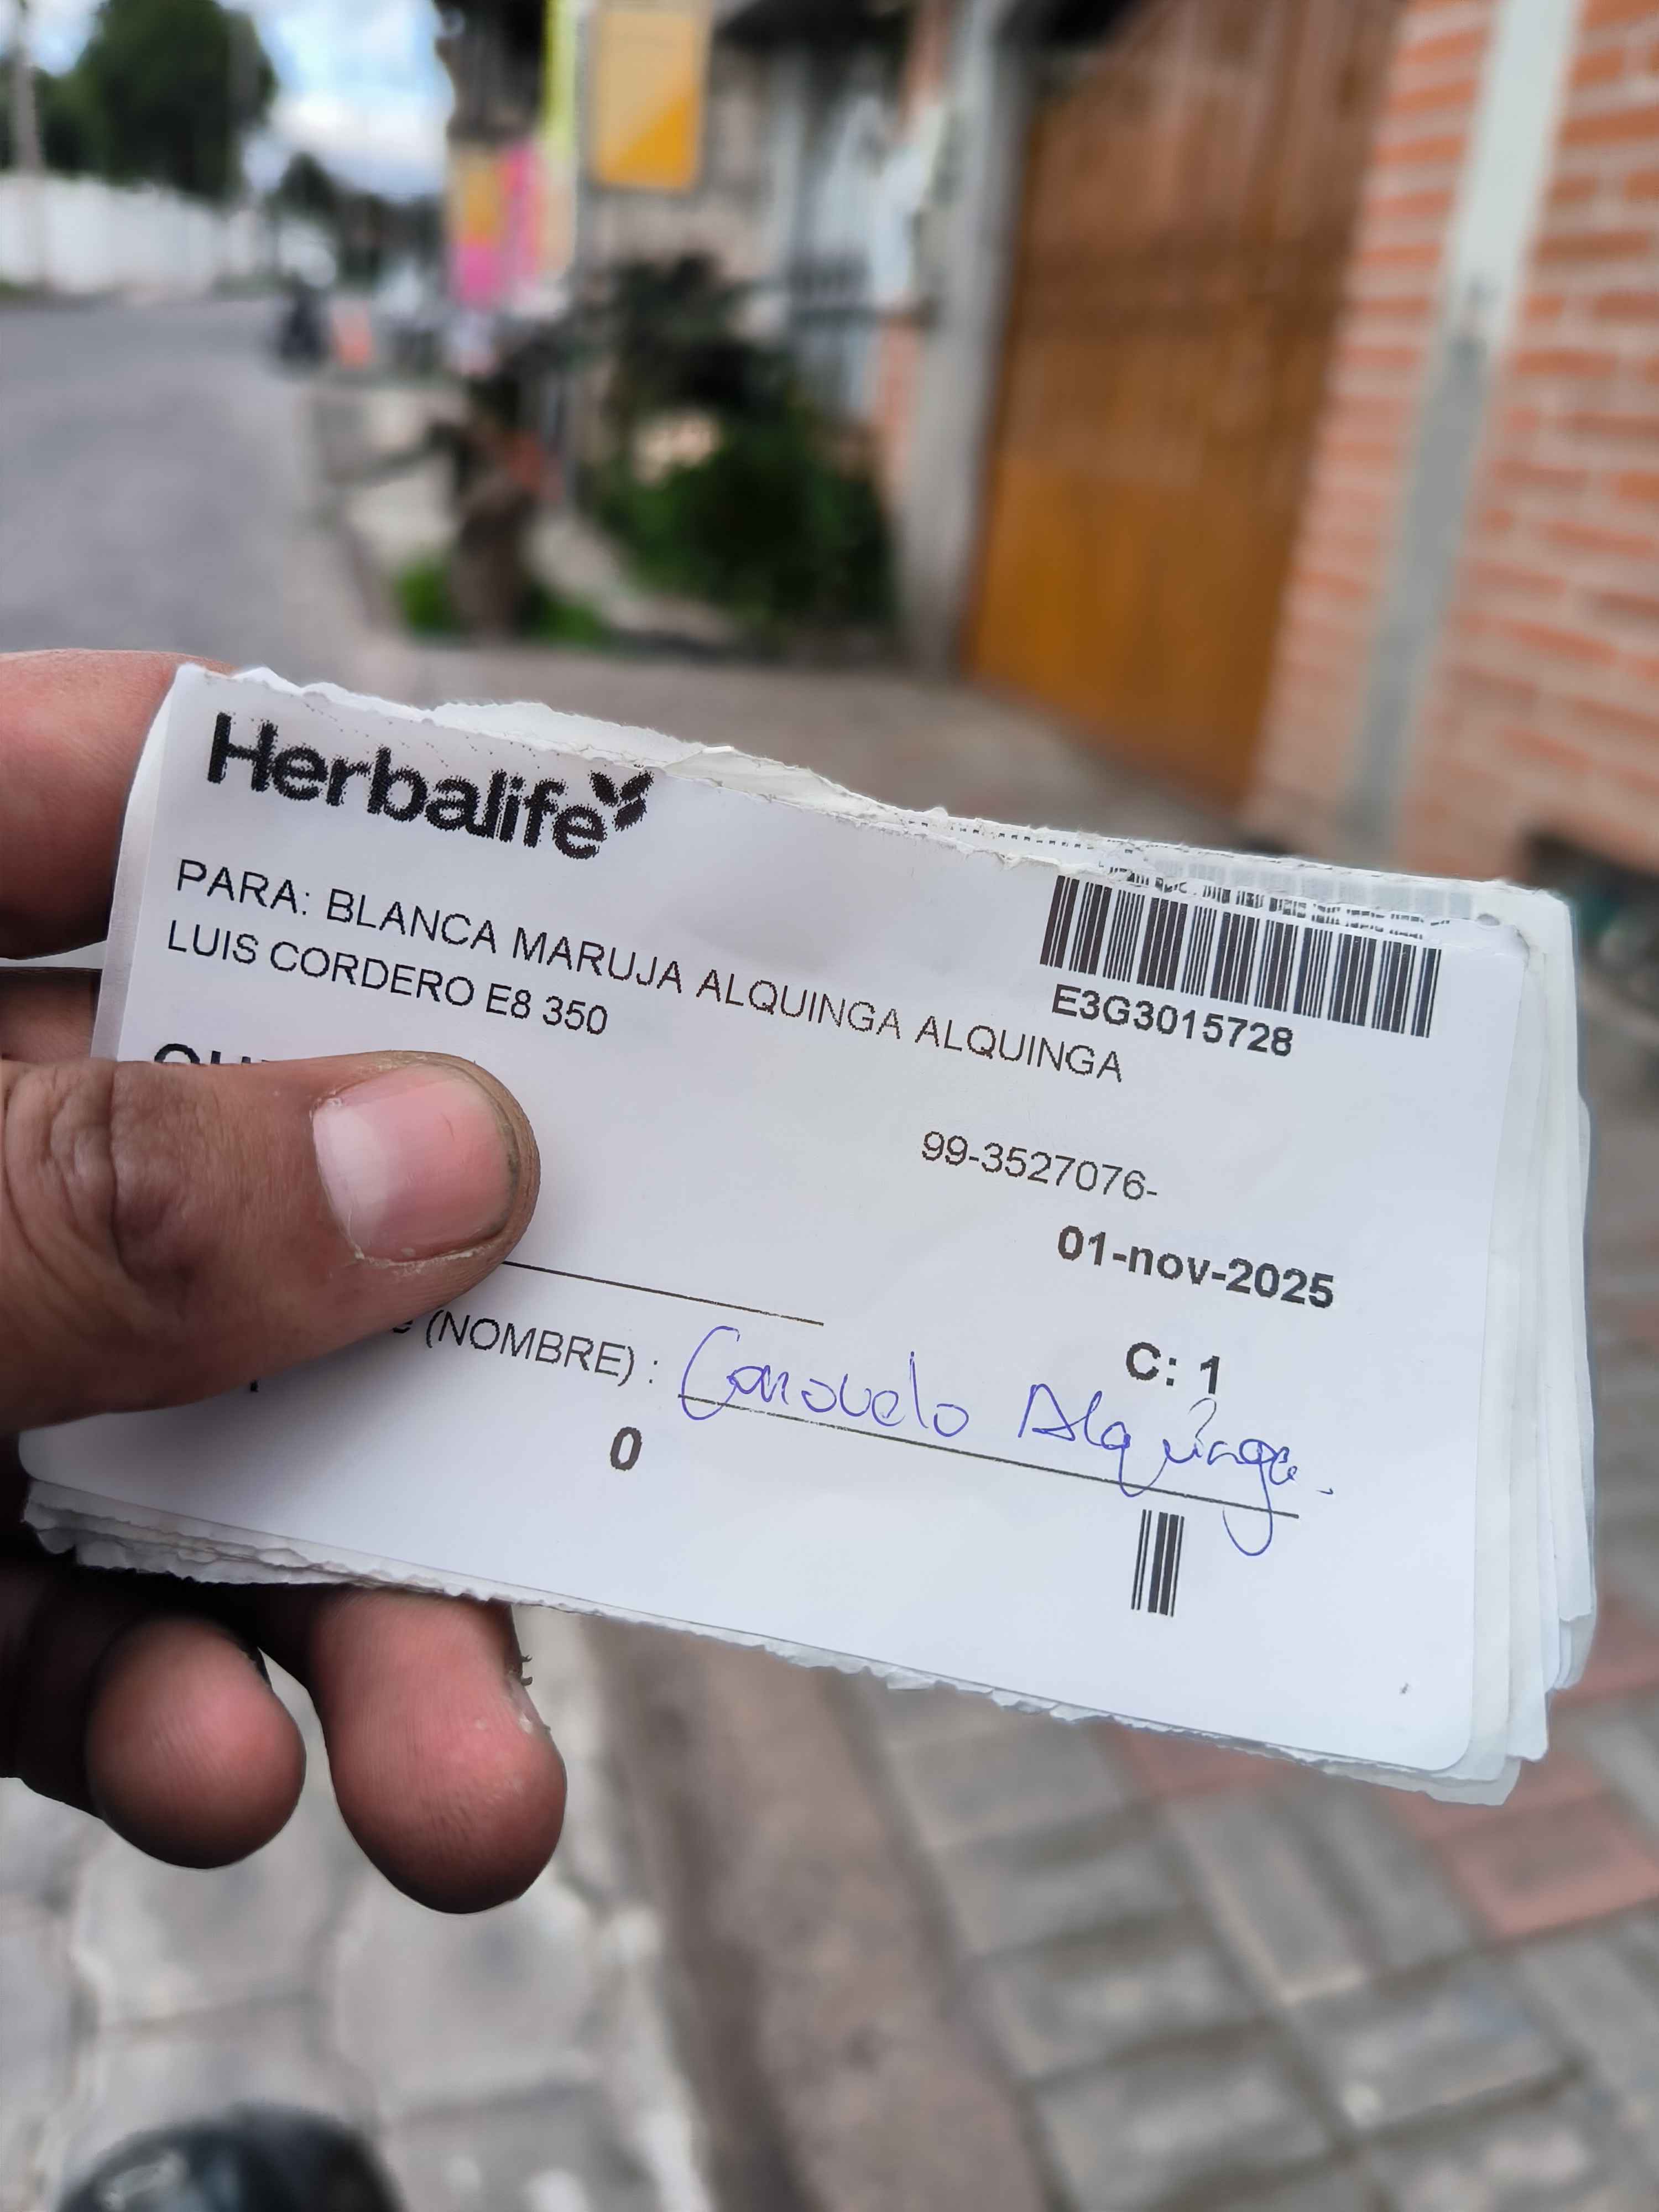 Herbalife
PARA: BLANCA MARUJA ALQUINGA ALQUINGA
LUIS CORDERO E8 350
E3G3015728
99-3527076-
01-nov-2025
C: 1
(NOMBRE) : Consuelo Alquinga.
0